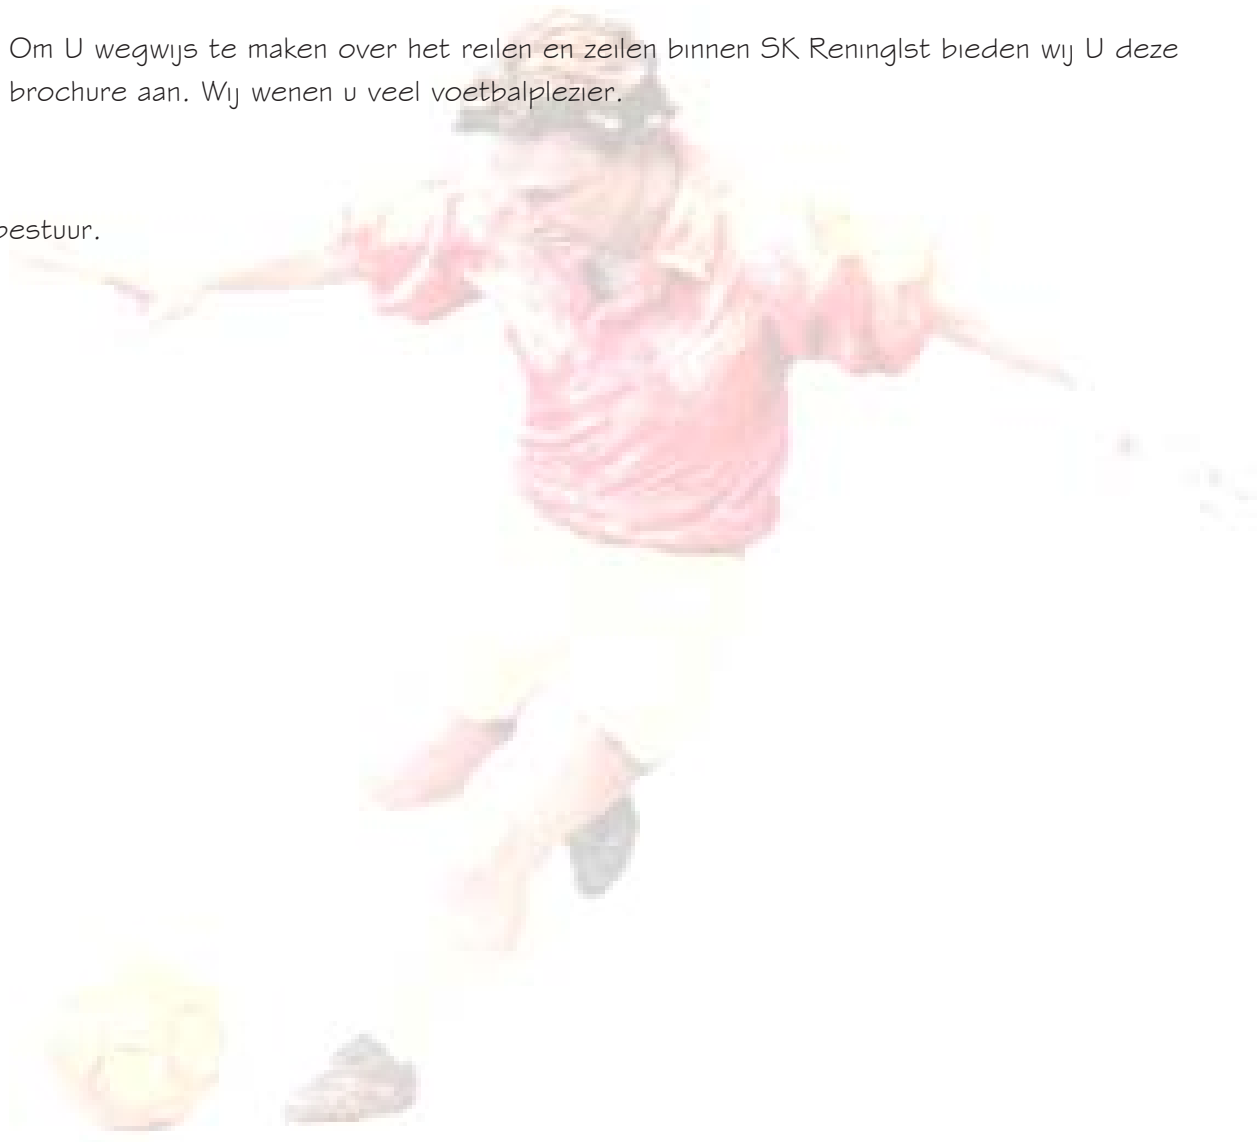 Om U wegwijs te maken over het reilen en zeilen binnen SK Reninglst bieden wij U deze
brochure aan. Wij wenen u veel voetbalplezier.
bestuur.